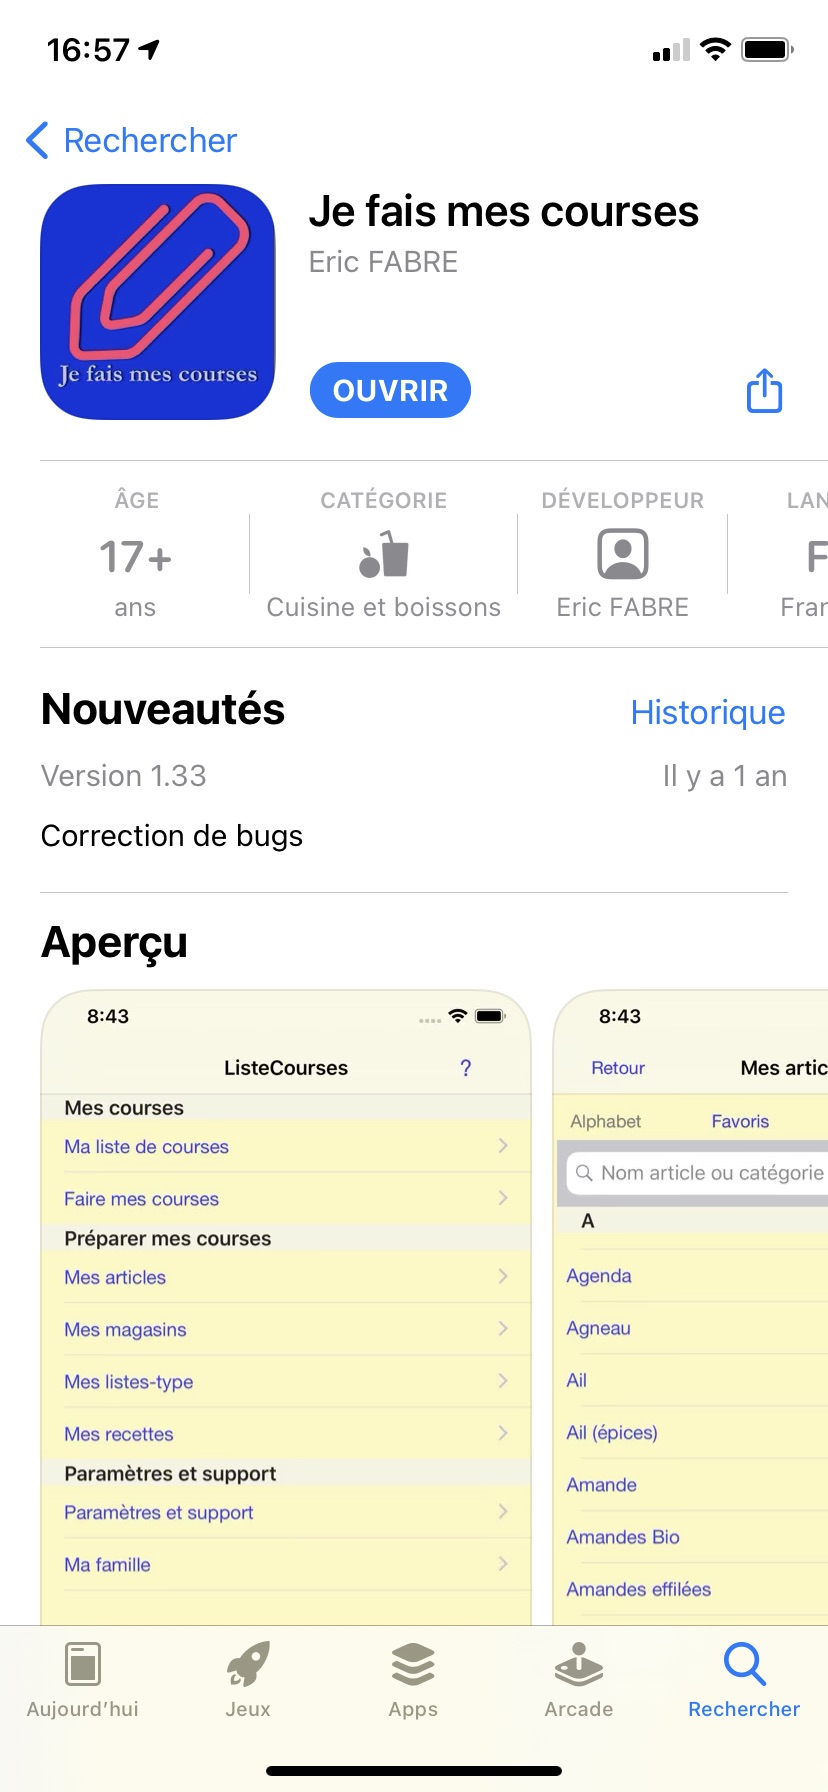 16:57
Rechercher
Je fais mes courses
Je fais mes courses
Eric FABRE
OUVRIR
ÂGE
17+
ans
CATÉGORIE
Cuisine et boissons
DÉVELOPPEUR
Eric FABRE
LAN
F
Fran
Nouveautés
Historique
Version 1.33
Il y a 1 an
Correction de bugs
Aperçu
8:43
ListeCourses
?
Mes courses
Ma liste de courses
Faire mes courses
Préparer mes courses
Mes articles
Mes magasins
Mes listes-type
Mes recettes
Paramètres et support
Paramètres et support
Ma famille
8:43
Retour
Mes artic
Alphabet
Favoris
Nom article ou catégorie
A
Agenda
Agneau
Ail
Ail (épices)
Amande
Amandes Bio
Amandes effilées
Aujourd'hui
Jeux
Apps
Arcade
Rechercher